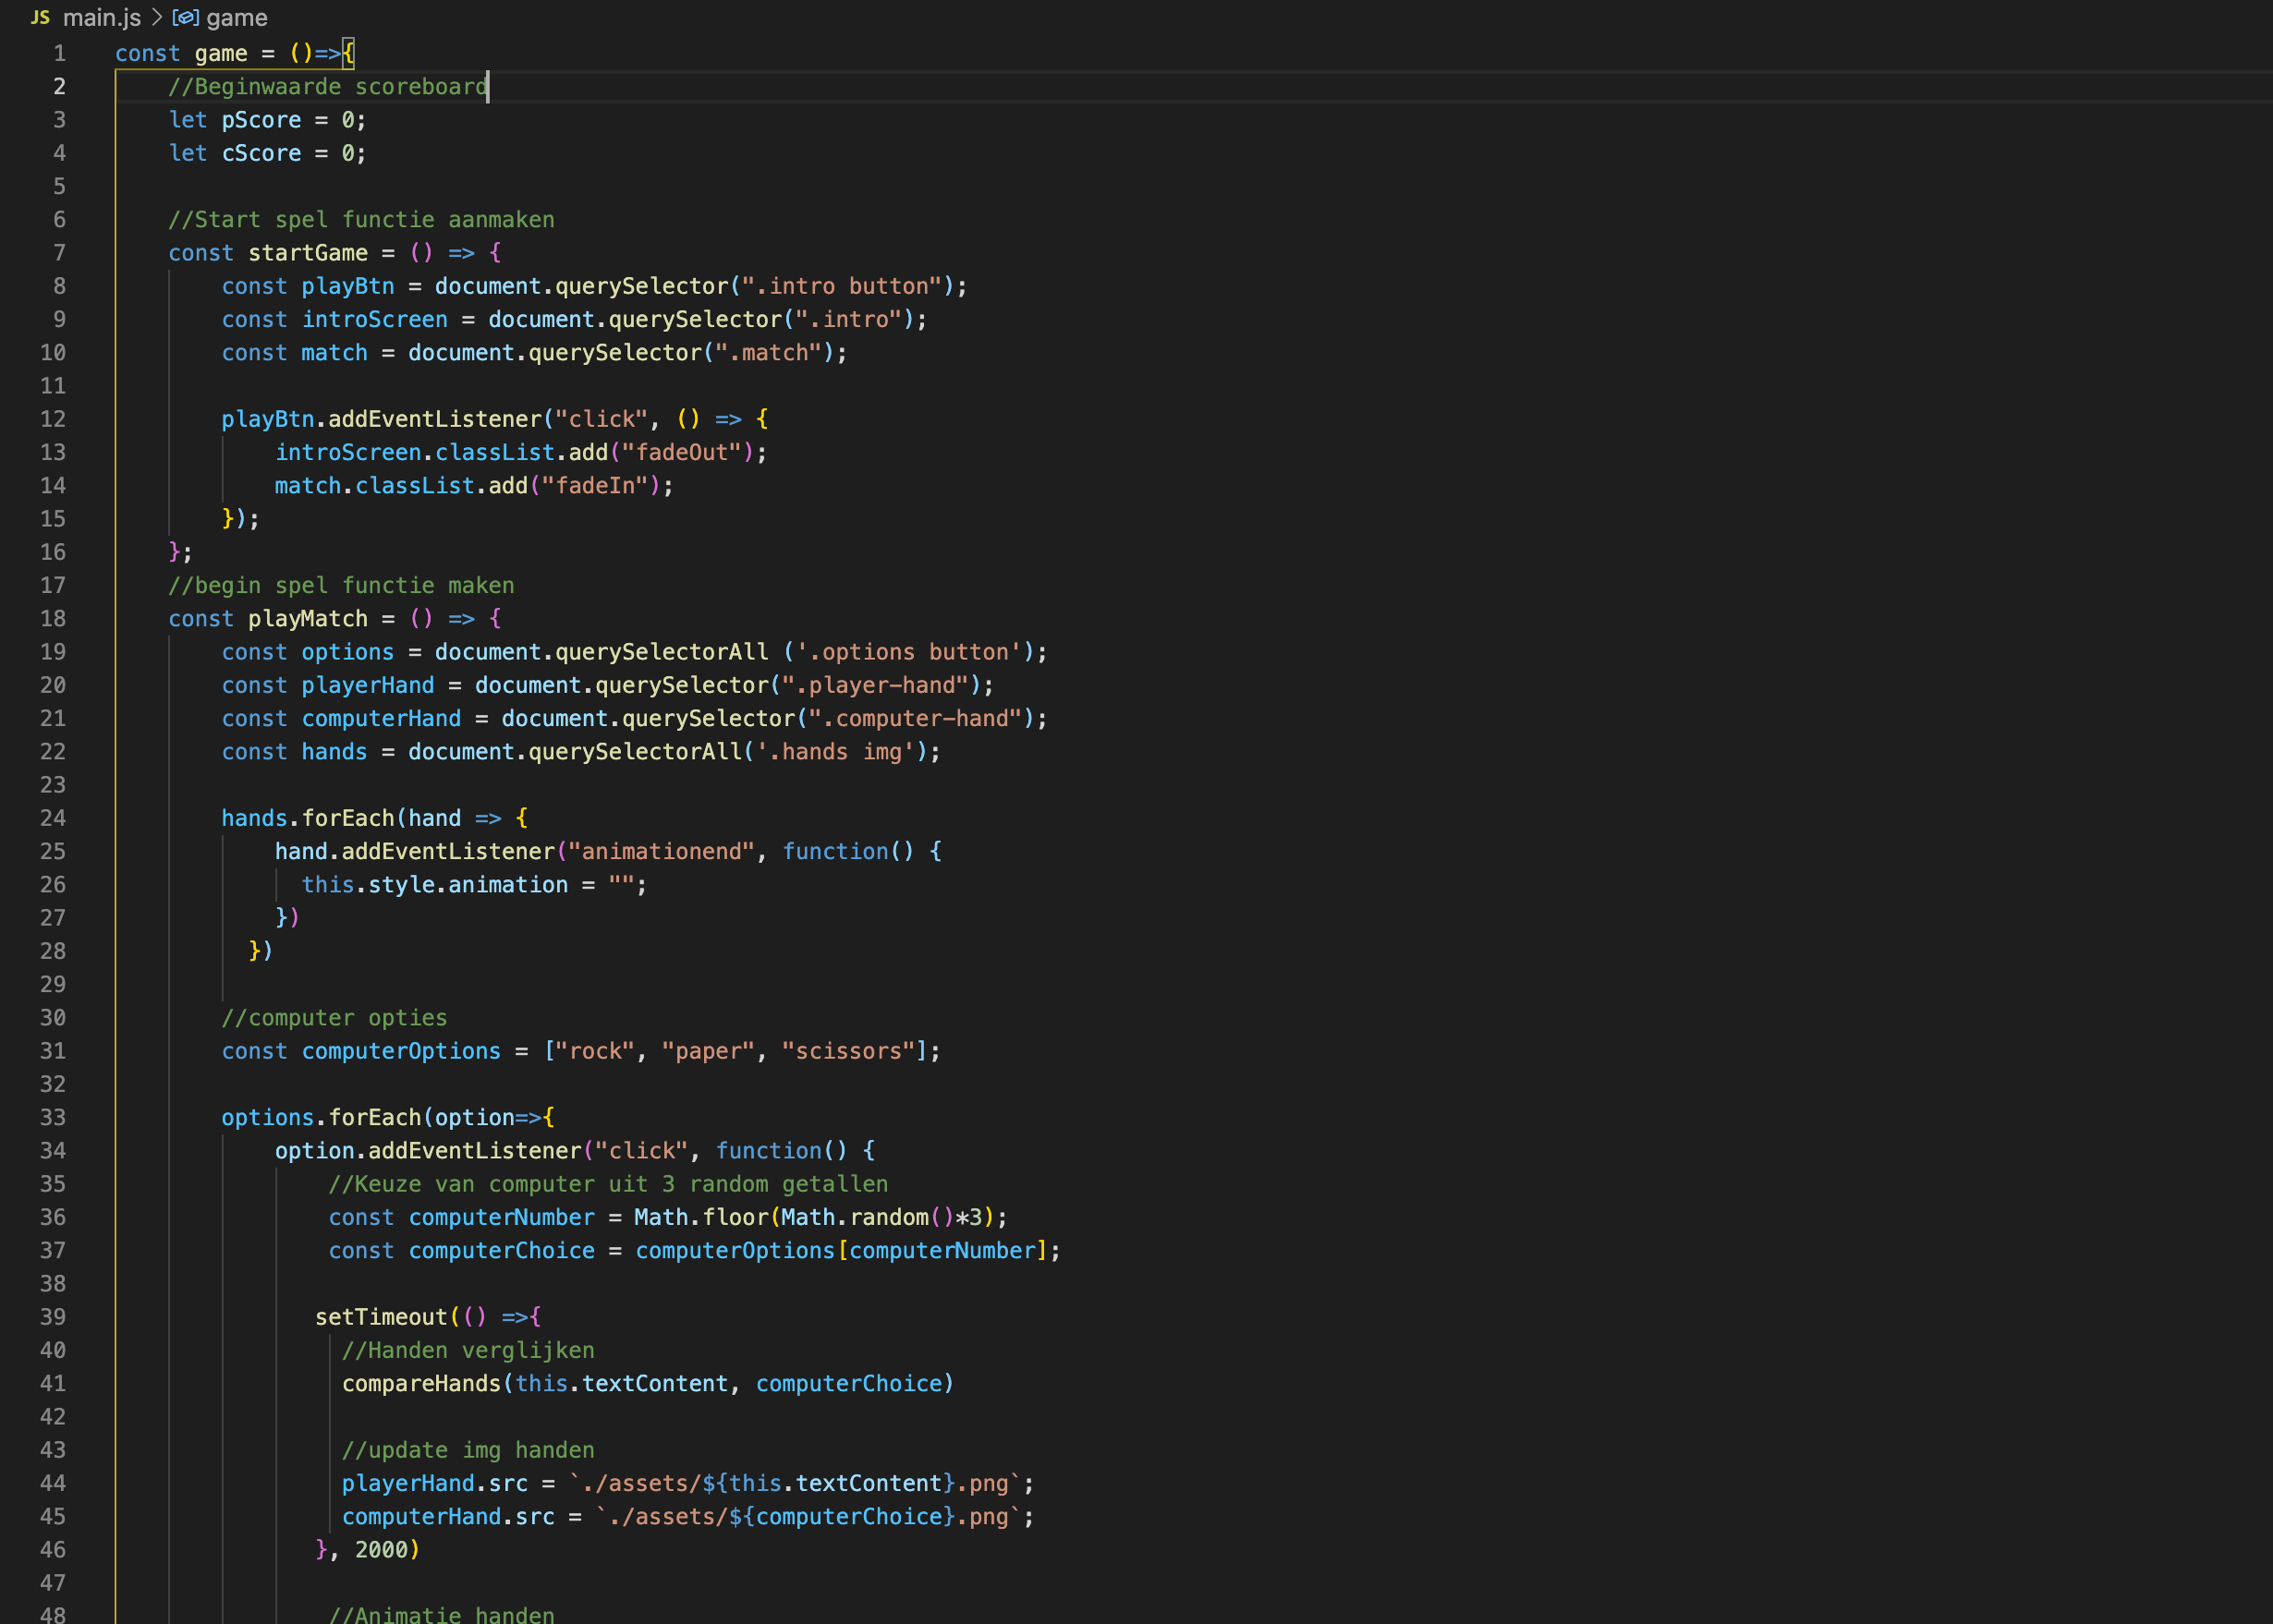 JS main.js > game
1 const game = ()=>{
2 //Beginwaarde scoreboard
3 let pScore = 0;
4 let cScore = 0;
5
6 //Start spel functie aanmaken
7 const startGame = () => {
8 const playBtn = document.querySelector(".intro button");
9 const introScreen = document.querySelector(".intro");
10 const match = document.querySelector(".match");
11
12 playBtn.addEventListener("click", () => {
13 introScreen.classList.add("fadeOut");
14 match.classList.add("fadeIn");
15 });
16 };
17 //begin spel functie maken
18 const playMatch = () => {
19 const options = document.querySelectorAll ('.options button');
20 const playerHand = document.querySelector(".player-hand");
21 const computerHand = document.querySelector(".computer-hand");
22 const hands = document.querySelectorAll('.hands img');
23
24 hands.forEach(hand => {
25 hand.addEventListener("animationend", function() {
26 this.style.animation = "";
27 })
28 })
29
30 //computer opties
31 const computerOptions = ["rock", "paper", "scissors"];
32
33 options.forEach(option=>{
34 option.addEventListener("click", function() {
35 //Keuze van computer uit 3 random getallen
36 const computerNumber = Math.floor(Math.random()*3);
37 const computerChoice = computerOptions[computerNumber];
38
39 setTimeout(() =>{
40 //Handen verglijken
41 compareHands(this.textContent, computerChoice)
42
43 //update img handen
44 playerHand.src = `./assets/${this.textContent}.png`;
45 computerHand.src = `./assets/${computerChoice}.png`;
46 }, 2000)
47
48 //Animatie handen